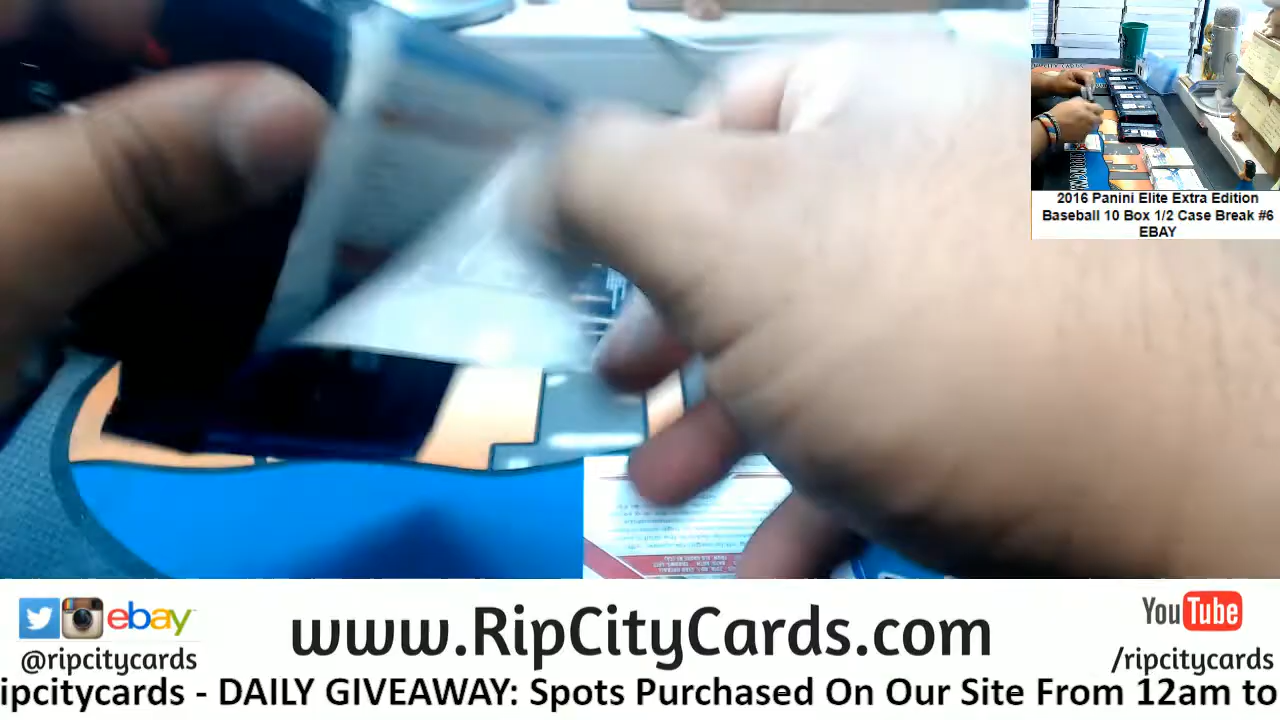 2016 Panini Elite Extra Edition
Baseball 10 Box 1/2 Case Break #6
EBAY
ebay
@ripcitycards
www.RipCityCards.com
YouTube
/ripcitycards
ipcitycards - DAILY GIVEAWAY: Spots Purchased On Our Site From 12am to